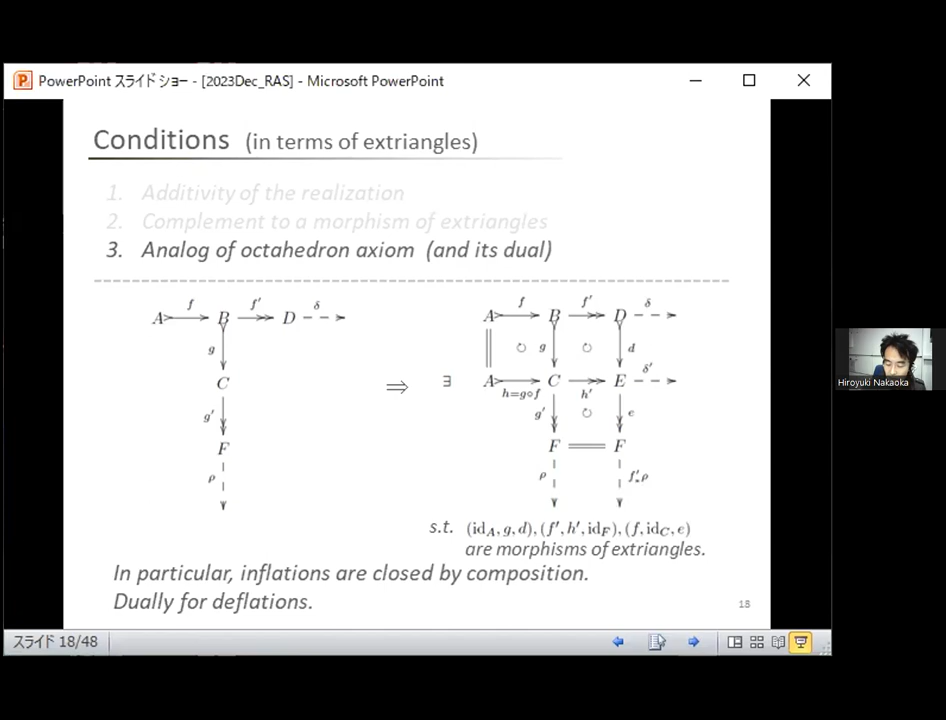 PowerPoint スライド ショー - [2023Dec_RAS] - Microsoft PowerPoint
Conditions (in terms of extriangles)
1. Additivity of the realization
2. Complement to a morphism of extriangles
3. Analog of octahedron axiom (and its dual)
f f′ δ
A B D
g
C
g′
F
ρ
⇒ ∃
f f′ δ
A B D
↻ g ↻ d
δ′
A C E
h=g∘f h′
g′ ↻ e
F F
ρ f′*ρ
s.t. (id_A, g, d), (f′, h′, id_F), (f, id_C, e)
are morphisms of extriangles.
In particular, inflations are closed by composition.
Dually for deflations.
18
スライド 18/48
Hiroyuki Nakaoka